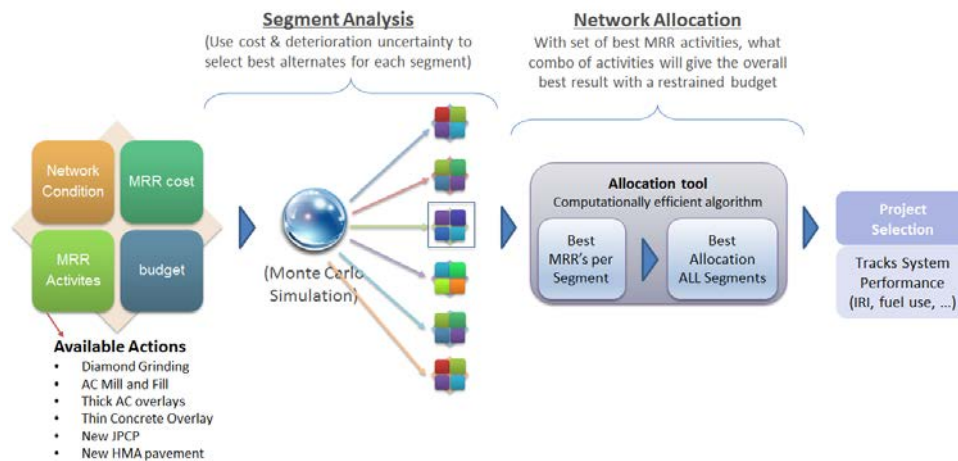 Segment Analysis
(Use cost & deterioration uncertainty to
select best alternates for each segment)
Network Allocation
With set of best MRR activities, what
combo of activities will give the overall
best result with a restrained budget
Network
Condition
MRR cost
MRR
Activites
budget
(Monte Carlo
Simulation)
Allocation tool
Computationally efficient algorithm
Best
MRR's per
Segment
Best
Allocation
ALL Segments
Project
Selection
Tracks System
Performance
(IRI, fuel use, ...)
Available Actions
• Diamond Grinding
• AC Mill and Fill
• Thick AC overlays
• Thin Concrete Overlay
• New JPCP
• New HMA pavement